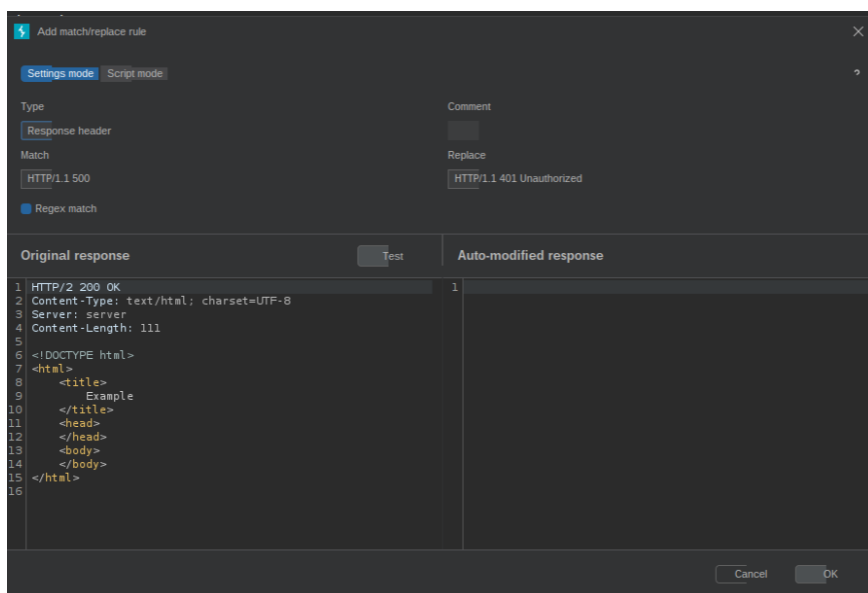 Add match/replace rule
Settings mode Script mode
?
Type
Comment
Response header
Match
Replace
HTTP/1.1 500
HTTP/1.1 401 Unauthorized
Regex match
Original response
Test
Auto-modified response
1 HTTP/2 200 OK
2 Content-Type: text/html; charset=UTF-8
3 Server: server
4 Content-Length: 111
5
6 <!DOCTYPE html>
7 <html>
8 <title>
9 Example
10 </title>
11 <head>
12 </head>
13 <body>
14 </body>
15 </html>
16
1
Cancel
OK